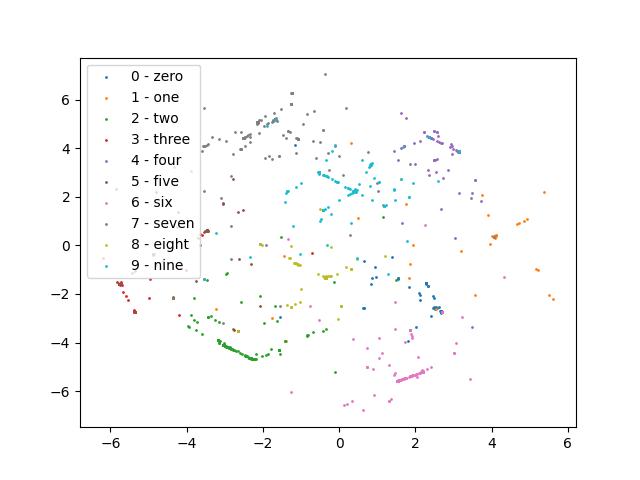 0 - zero
1 - one
2 - two
3 - three
4 - four
5 - five
6 - six
7 - seven
8 - eight
9 - nine
6
4
2
0
−2
−4
−6
−6
−4
−2
0
2
4
6